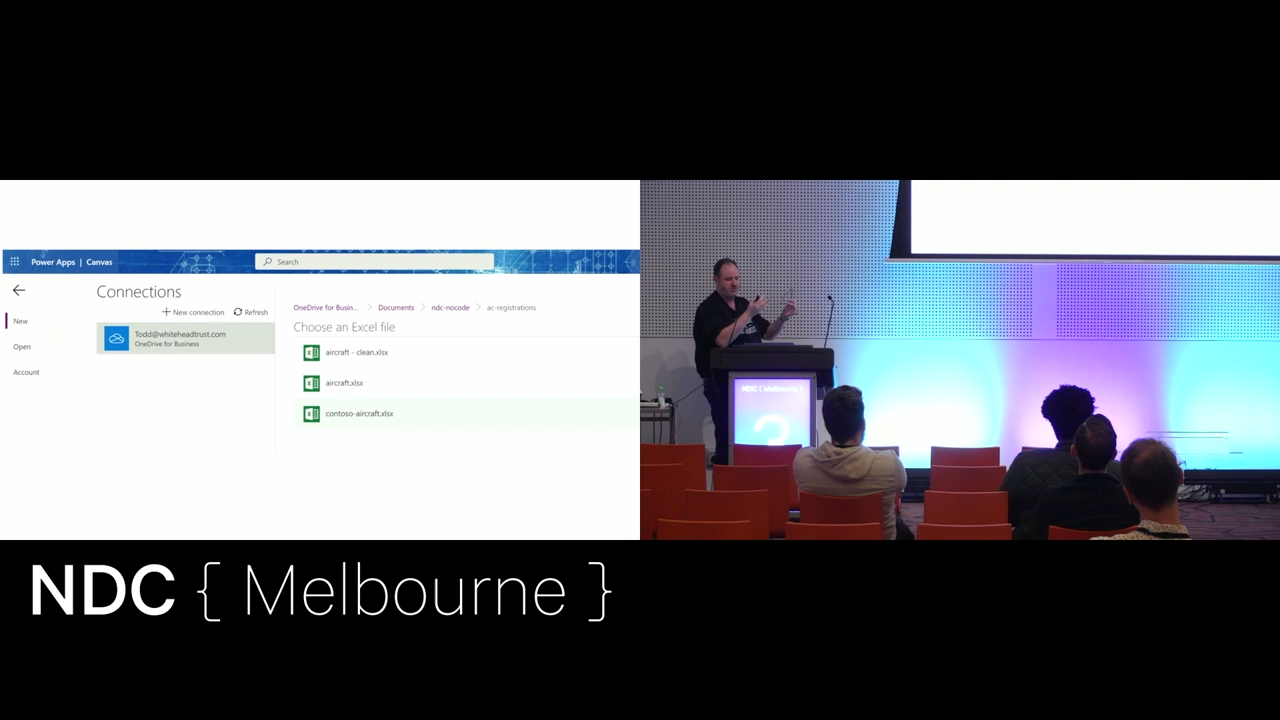 Power Apps | Canvas
Search
Connections
New connection
Refresh
Todd@whiteheadtrust.com
OneDrive for Business
New
Open
Account
OneDrive for Busin... > Documents > ndc-nocode > ac-registrations
Choose an Excel file
aircraft - clean.xlsx
aircraft.xlsx
contoso-aircraft.xlsx
NDC { Melbourne }
NDC { Melbourne }